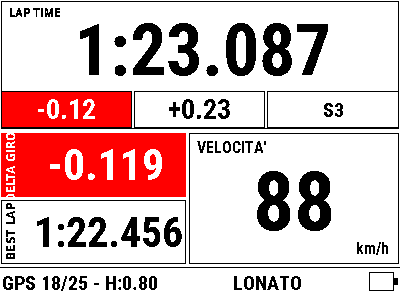 LAP TIME
1:23.087
-0.12
+0.23
S3
DELTA GIRO
-0.119
BEST LAP
1:22.456
VELOCITA'
88
km/h
GPS 18/25 - H:0.80
LONATO